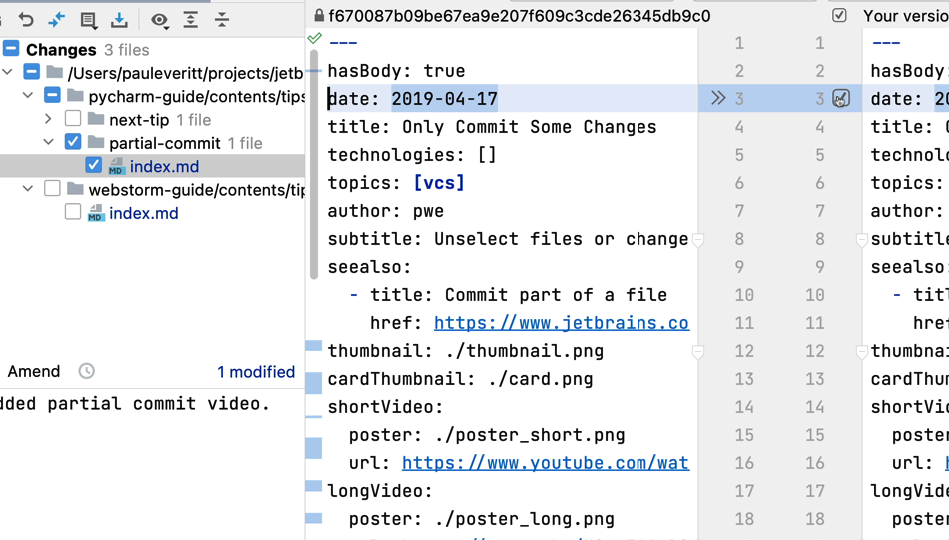 Changes 3 files
/Users/pauleveritt/projects/jetb
pycharm-guide/contents/tips
next-tip 1 file
partial-commit 1 file
index.md
webstorm-guide/contents/tip
index.md
Amend 1 modified
dded partial commit video.
f670087b09be67ea9e207f609c3cde26345db9c0 Your versio
--- 1 1 ---
hasBody: true 2 2 hasBody
date: 2019-04-17 3 3 date: 20
title: Only Commit Some Changes 4 4 title: O
technologies: [] 5 5 technol
topics: [vcs] 6 6 topics:
author: pwe 7 7 author:
subtitle: Unselect files or change 8 8 subtitl
seealso: 9 9 seealso
- title: Commit part of a file 10 10 - titl
href: https://www.jetbrains.co 11 11 href
thumbnail: ./thumbnail.png 12 12 thumbna
cardThumbnail: ./card.png 13 13 cardThu
shortVideo: 14 14 shortVi
poster: ./poster_short.png 15 15 poster
url: https://www.youtube.com/wat 16 16 url: h
longVideo: 17 17 longVid
poster: ./poster_long.png 18 18 poster